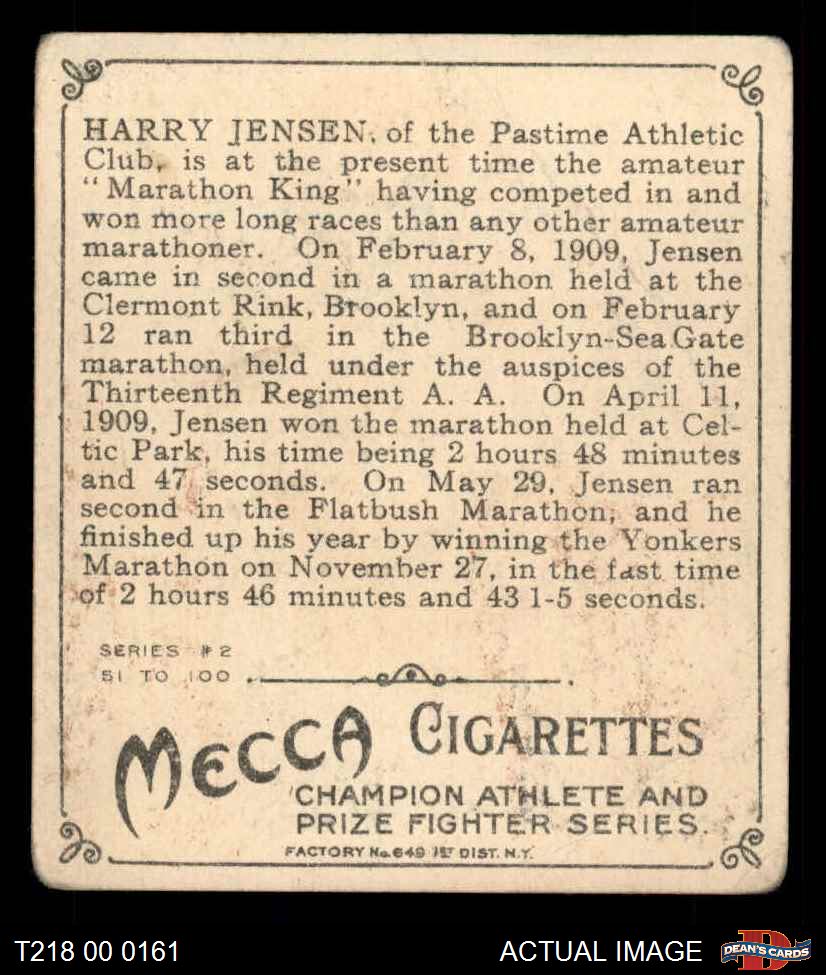 HARRY JENSEN, of the Pastime Athletic
Club, is at the present time the amateur
"Marathon King" having competed in and
won more long races than any other amateur
marathoner. On February 8, 1909, Jensen
came in second in a marathon held at the
Clermont Rink, Brooklyn, and on February
12 ran third in the Brooklyn-Sea Gate
marathon, held under the auspices of the
Thirteenth Regiment A. A. On April 11,
1909, Jensen won the marathon held at Cel-
tic Park, his time being 2 hours 48 minutes
and 47 seconds. On May 29, Jensen ran
second in the Flatbush Marathon, and he
finished up his year by winning the Yonkers
Marathon on November 27, in the fast time
of 2 hours 46 minutes and 43 1-5 seconds.
SERIES #2
51 TO 100
MECCA CIGARETTES
CHAMPION ATHLETE AND
PRIZE FIGHTER SERIES.
FACTORY No. 649 1ST DIST. N.Y.
T218 00 0161
ACTUAL IMAGE
DEAN'S CARDS